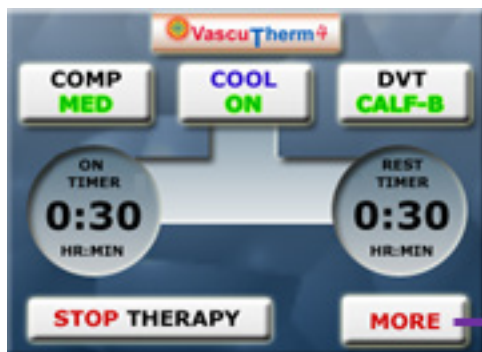 VascuTherm4
COMP
MED
COOL
ON
DVT
CALF-B
ON
TIMER
0:30
HR:MIN
REST
TIMER
0:30
HR:MIN
STOP THERAPY
MORE